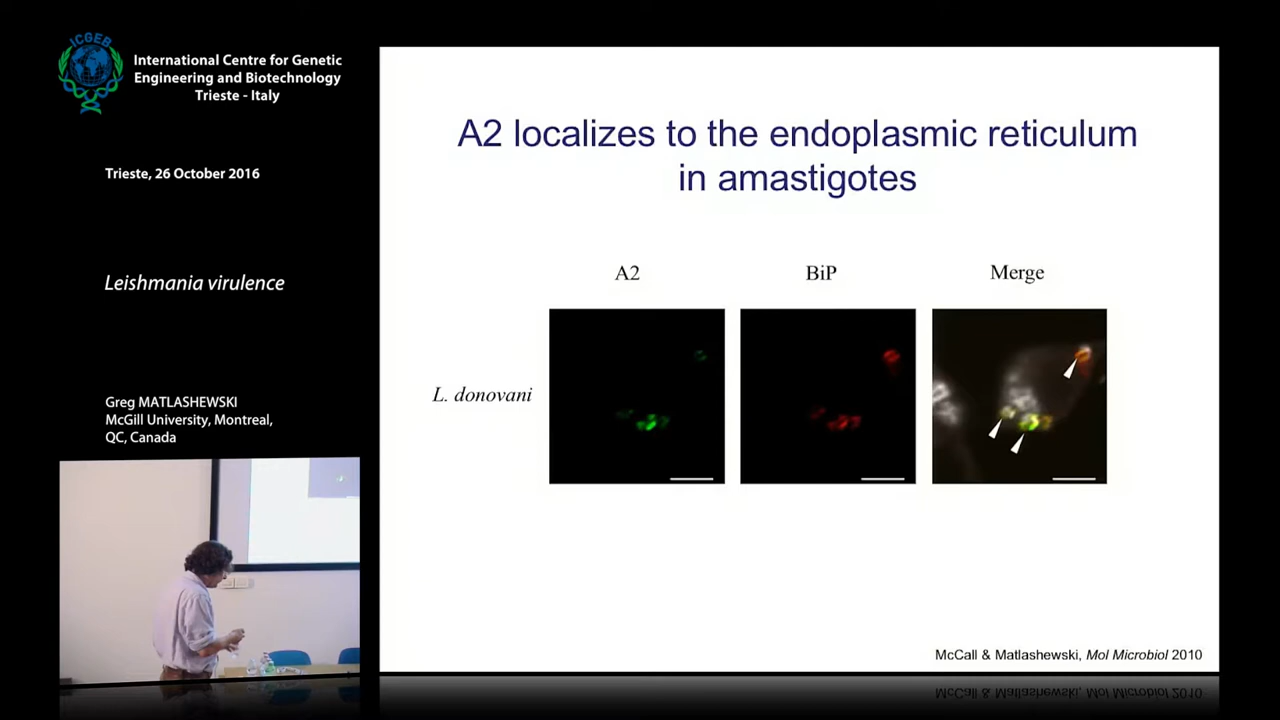 ICGEB
International Centre for Genetic
Engineering and Biotechnology
Trieste - Italy
Trieste, 26 October 2016
Leishmania virulence
Greg MATLASHEWSKI
McGill University, Montreal,
QC, Canada
A2 localizes to the endoplasmic reticulum
in amastigotes
A2 BiP Merge
L. donovani
McCall & Matlashewski, Mol Microbiol 2010